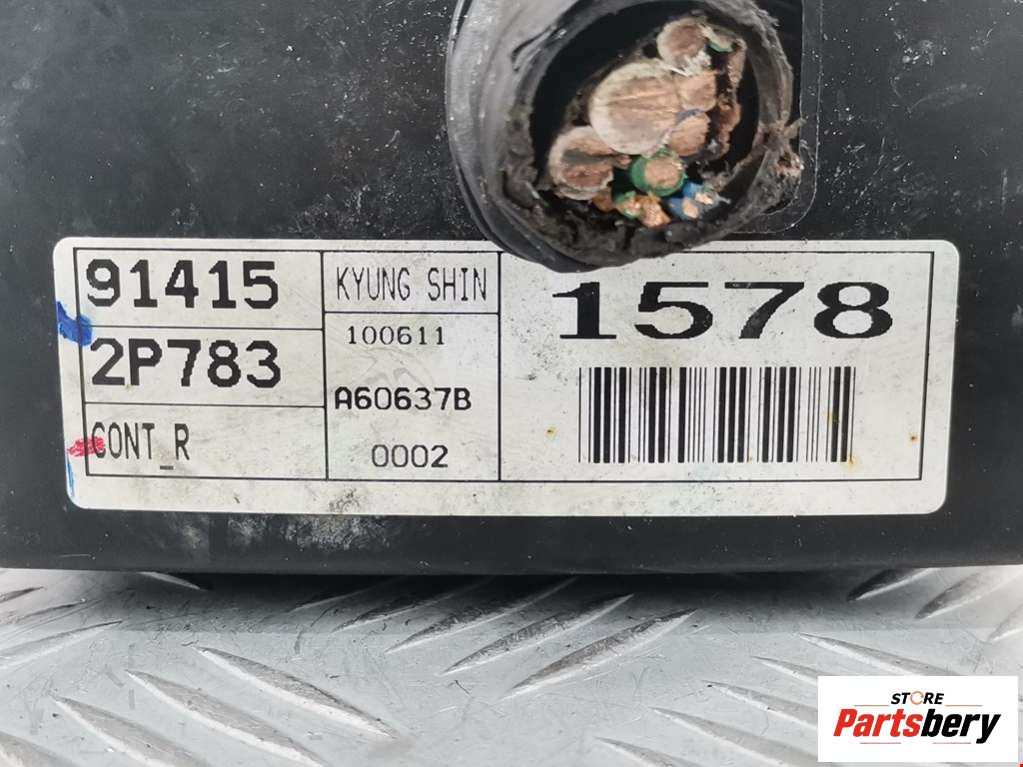 91415
2P783
CONT_R
KYUNG SHIN
100611
A60637B
0002
1578
STORE
Partsbery